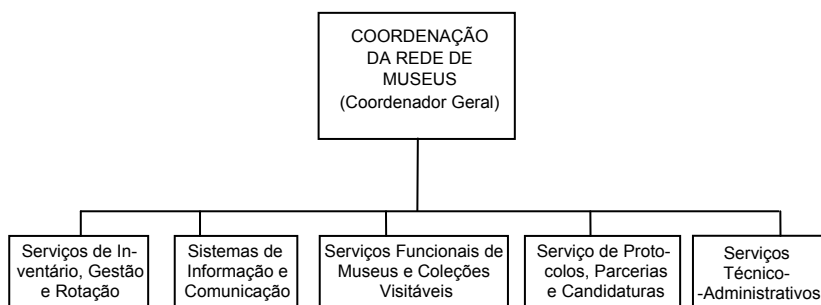 COORDENAÇÃO
DA REDE DE
MUSEUS
(Coordenador Geral)
Serviços de In-
ventário, Gestão
e Rotação
Sistemas de
Informação e
Comunicação
Serviços Funcionais de
Museus e Coleções
Visitáveis
Serviço de Proto-
colos, Parcerias
e Candidaturas
Serviços
Técnico-
-Administrativos